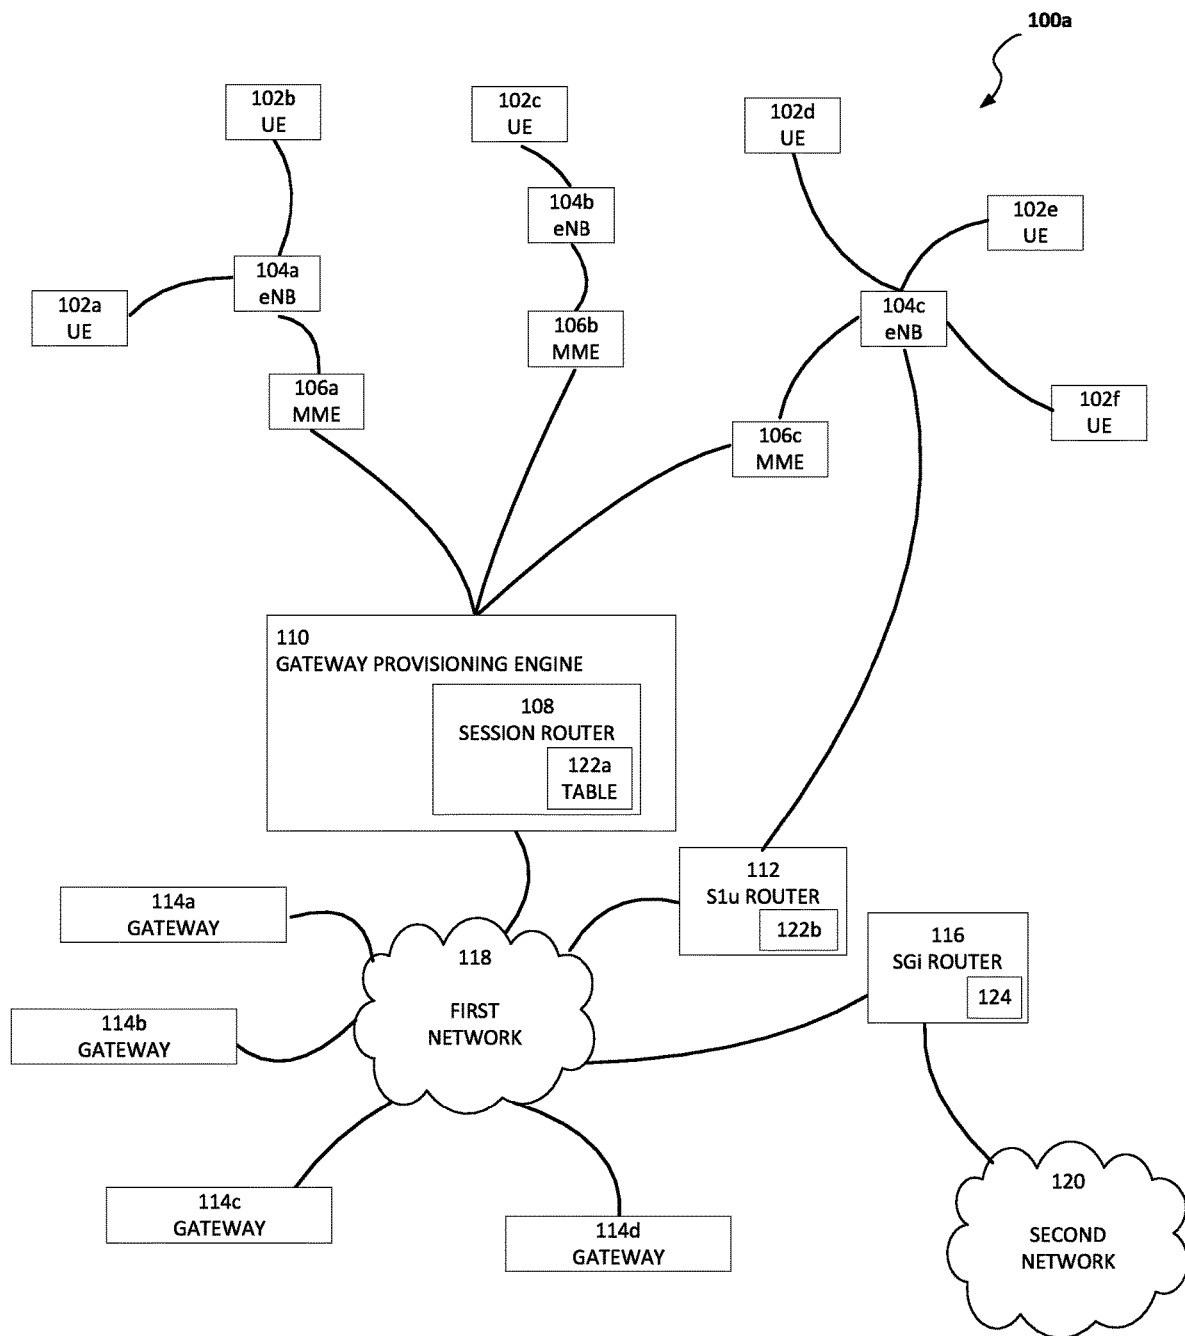 100a
102b
UE
102c
UE
102d
UE
104b
eNB
102e
UE
104a
eNB
102a
UE
104c
eNB
106b
MME
106a
MME
102f
UE
106c
MME
110
GATEWAY PROVISIONING ENGINE
108
SESSION ROUTER
122a
TABLE
112
S1u ROUTER
122b
114a
GATEWAY
116
SGi ROUTER
124
118
FIRST
NETWORK
114b
GATEWAY
114c
GATEWAY
114d
GATEWAY
120
SECOND
NETWORK